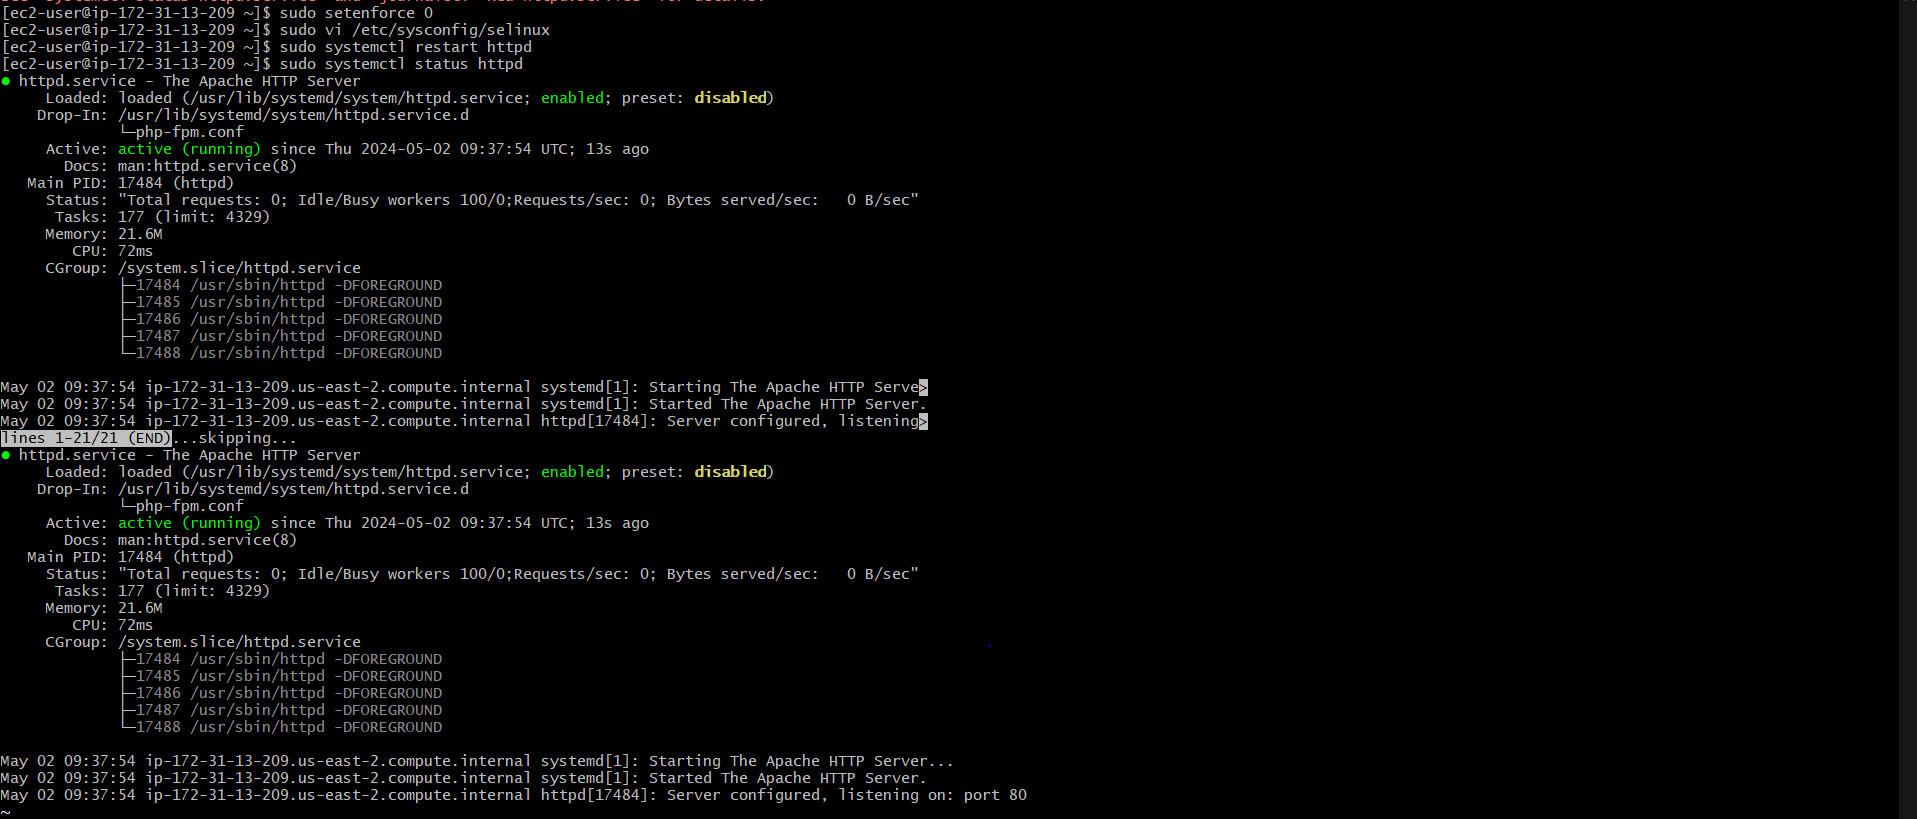 [ec2-user@ip-172-31-13-209 ~]$ sudo setenforce 0
[ec2-user@ip-172-31-13-209 ~]$ sudo vi /etc/sysconfig/selinux
[ec2-user@ip-172-31-13-209 ~]$ sudo systemctl restart httpd
[ec2-user@ip-172-31-13-209 ~]$ sudo systemctl status httpd
● httpd.service - The Apache HTTP Server
     Loaded: loaded (/usr/lib/systemd/system/httpd.service; enabled; preset: disabled)
    Drop-In: /usr/lib/systemd/system/httpd.service.d
             └─php-fpm.conf
     Active: active (running) since Thu 2024-05-02 09:37:54 UTC; 13s ago
       Docs: man:httpd.service(8)
   Main PID: 17484 (httpd)
     Status: "Total requests: 0; Idle/Busy workers 100/0;Requests/sec: 0; Bytes served/sec:   0 B/sec"
      Tasks: 177 (limit: 4329)
     Memory: 21.6M
        CPU: 72ms
     CGroup: /system.slice/httpd.service
             ├─17484 /usr/sbin/httpd -DFOREGROUND
             ├─17485 /usr/sbin/httpd -DFOREGROUND
             ├─17486 /usr/sbin/httpd -DFOREGROUND
             ├─17487 /usr/sbin/httpd -DFOREGROUND
             └─17488 /usr/sbin/httpd -DFOREGROUND
May 02 09:37:54 ip-172-31-13-209.us-east-2.compute.internal systemd[1]: Starting The Apache HTTP Serve>
May 02 09:37:54 ip-172-31-13-209.us-east-2.compute.internal systemd[1]: Started The Apache HTTP Server.
May 02 09:37:54 ip-172-31-13-209.us-east-2.compute.internal httpd[17484]: Server configured, listening>
lines 1-21/21 (END)...skipping...
● httpd.service - The Apache HTTP Server
     Loaded: loaded (/usr/lib/systemd/system/httpd.service; enabled; preset: disabled)
    Drop-In: /usr/lib/systemd/system/httpd.service.d
             └─php-fpm.conf
     Active: active (running) since Thu 2024-05-02 09:37:54 UTC; 13s ago
       Docs: man:httpd.service(8)
   Main PID: 17484 (httpd)
     Status: "Total requests: 0; Idle/Busy workers 100/0;Requests/sec: 0; Bytes served/sec:   0 B/sec"
      Tasks: 177 (limit: 4329)
     Memory: 21.6M
        CPU: 72ms
     CGroup: /system.slice/httpd.service
             ├─17484 /usr/sbin/httpd -DFOREGROUND
             ├─17485 /usr/sbin/httpd -DFOREGROUND
             ├─17486 /usr/sbin/httpd -DFOREGROUND
             ├─17487 /usr/sbin/httpd -DFOREGROUND
             └─17488 /usr/sbin/httpd -DFOREGROUND
May 02 09:37:54 ip-172-31-13-209.us-east-2.compute.internal systemd[1]: Starting The Apache HTTP Server...
May 02 09:37:54 ip-172-31-13-209.us-east-2.compute.internal systemd[1]: Started The Apache HTTP Server.
May 02 09:37:54 ip-172-31-13-209.us-east-2.compute.internal httpd[17484]: Server configured, listening on: port 80
~